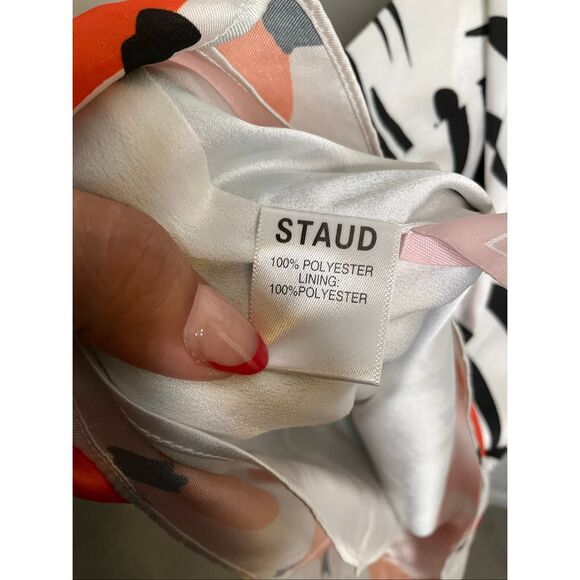 STAUD
100% POLYESTER
LINING:
100%POLYESTER